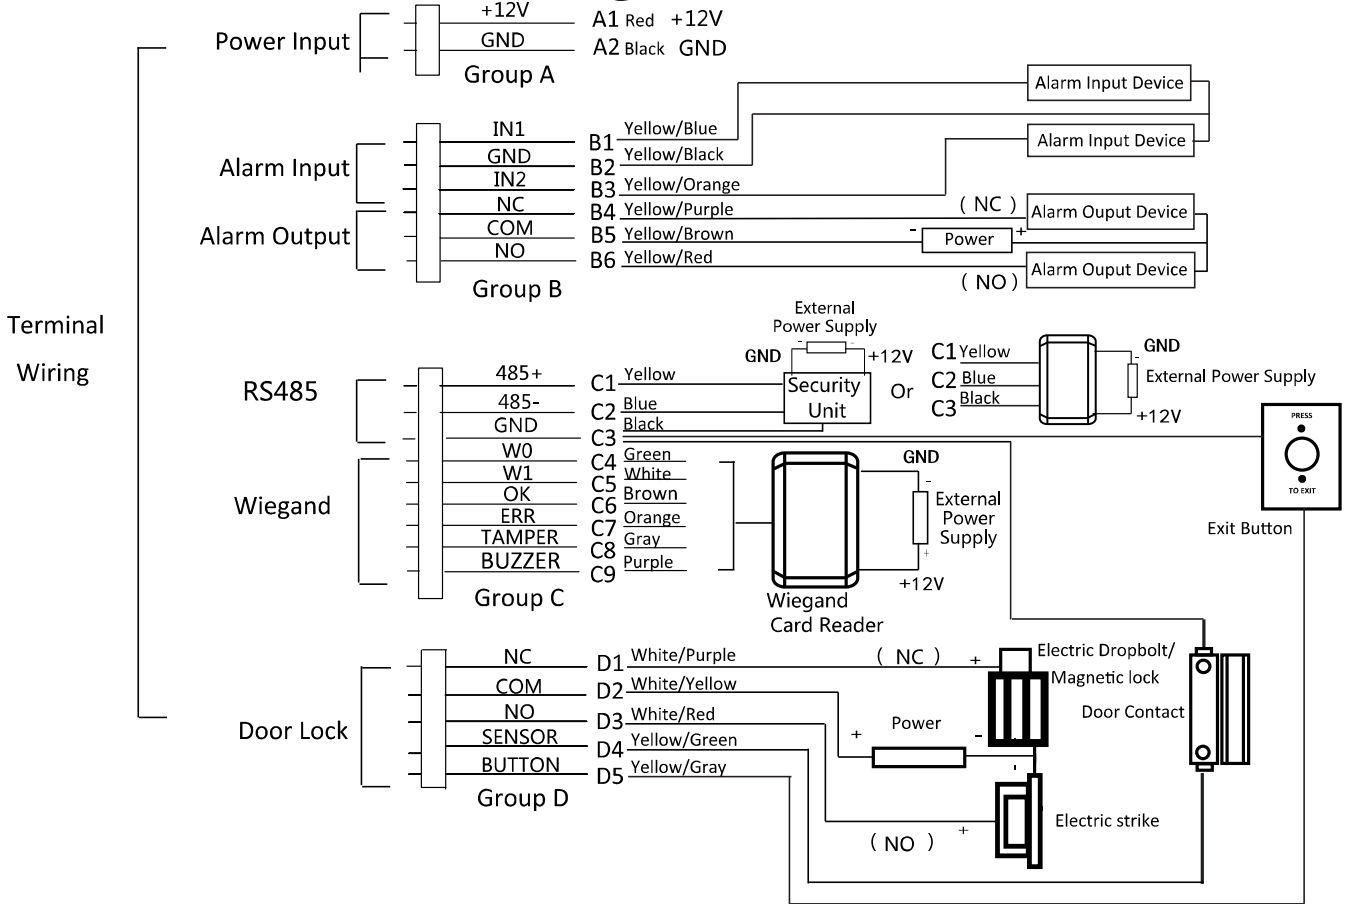 Terminal
Wiring
Power Input
+12V
GND
Group A
A1 Red +12V
A2 Black GND
Alarm Input
Alarm Output
IN1
GND
IN2
NC
COM
NO
Group B
B1 Yellow/Blue
B2 Yellow/Black
B3 Yellow/Orange
B4 Yellow/Purple
B5 Yellow/Brown
B6 Yellow/Red
Alarm Input Device
Alarm Input Device
( NC )
Alarm Ouput Device
- Power +
( NO )
Alarm Ouput Device
RS485
Wiegand
485+
485-
GND
W0
W1
OK
ERR
TAMPER
BUZZER
Group C
C1 Yellow
C2 Blue
C3 Black
C4 Green
C5 White
C6 Brown
C7 Orange
C8 Gray
C9 Purple
External
Power Supply
GND
-
+12V
Security
Unit
Or
C1 Yellow
C2 Blue
C3 Black
GND
-
External Power Supply
+12V
PRESS
TO EXIT
Exit Button
GND
-
External
Power
Supply
+
+12V
Wiegand
Card Reader
Door Lock
NC
COM
NO
SENSOR
BUTTON
Group D
D1 White/Purple
D2 White/Yellow
D3 White/Red
D4 Yellow/Green
D5 Yellow/Gray
( NC ) +
Electric Dropbolt/
Magnetic lock
+ Power -
-
Electric strike
( NO ) +
Door Contact